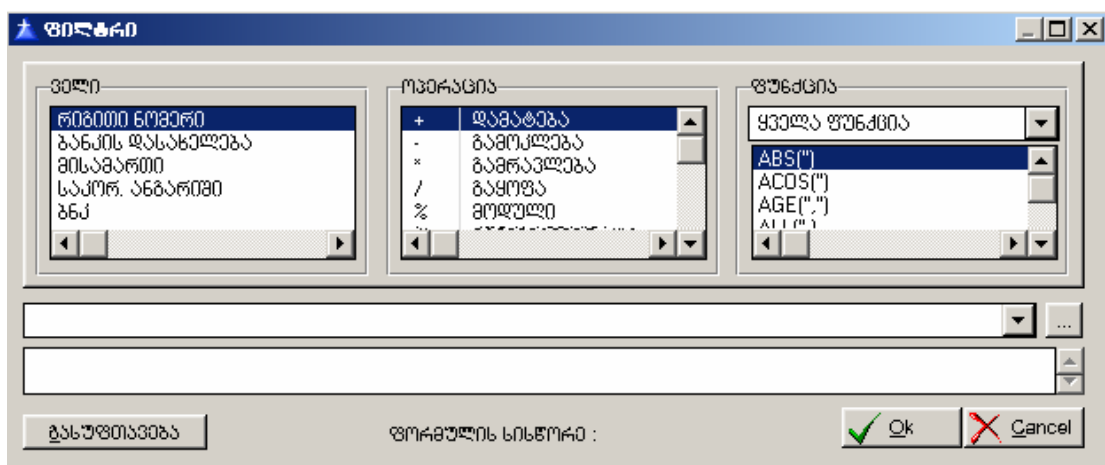 ფილტრი
ველი
რიგითი ნომერი
ბანკის დასახელება
მისამართი
საკორ. ანგარიში
ბნკ
ოპერაცია
+ დამატება
- გამოკლება
* გამრავლება
/ გაყოფა
% მოდული
ფუნქცია
ყველა ფუნქცია
ABS('')
ACOS('')
AGE('','')
...
გასუფთავება
ფორმულის სისწორე :
Ok
Cancel